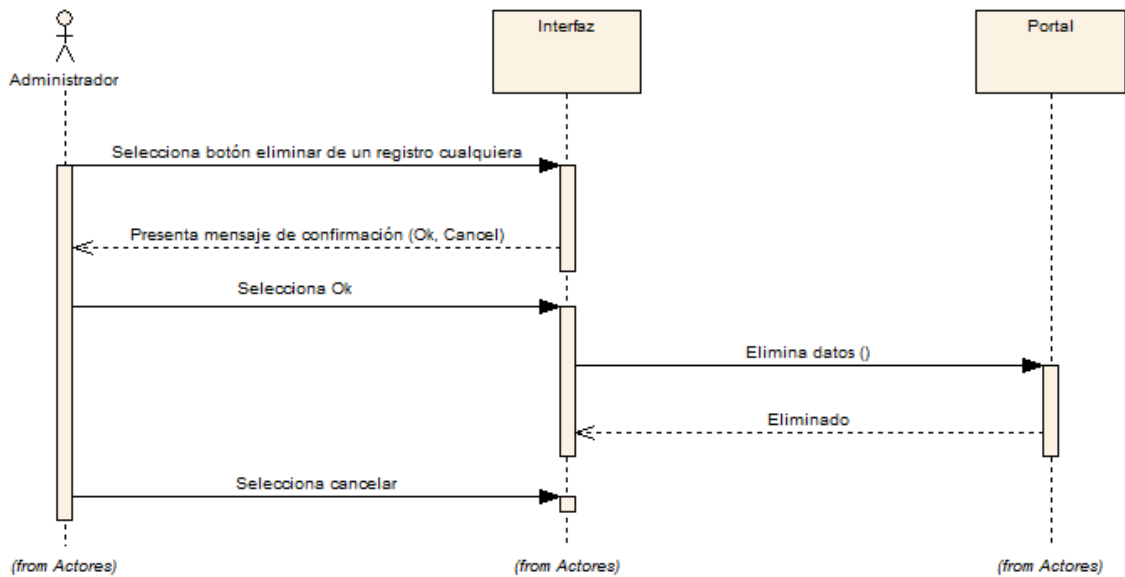 Interfaz
Portal
Administrador
Selecciona botón eliminar de un registro cualquiera
Presenta mensaje de confirmación (Ok, Cancel)
Selecciona Ok
Elimina datos ()
Eliminado
Selecciona cancelar
(from Actores)
(from Actores)
(from Actores)